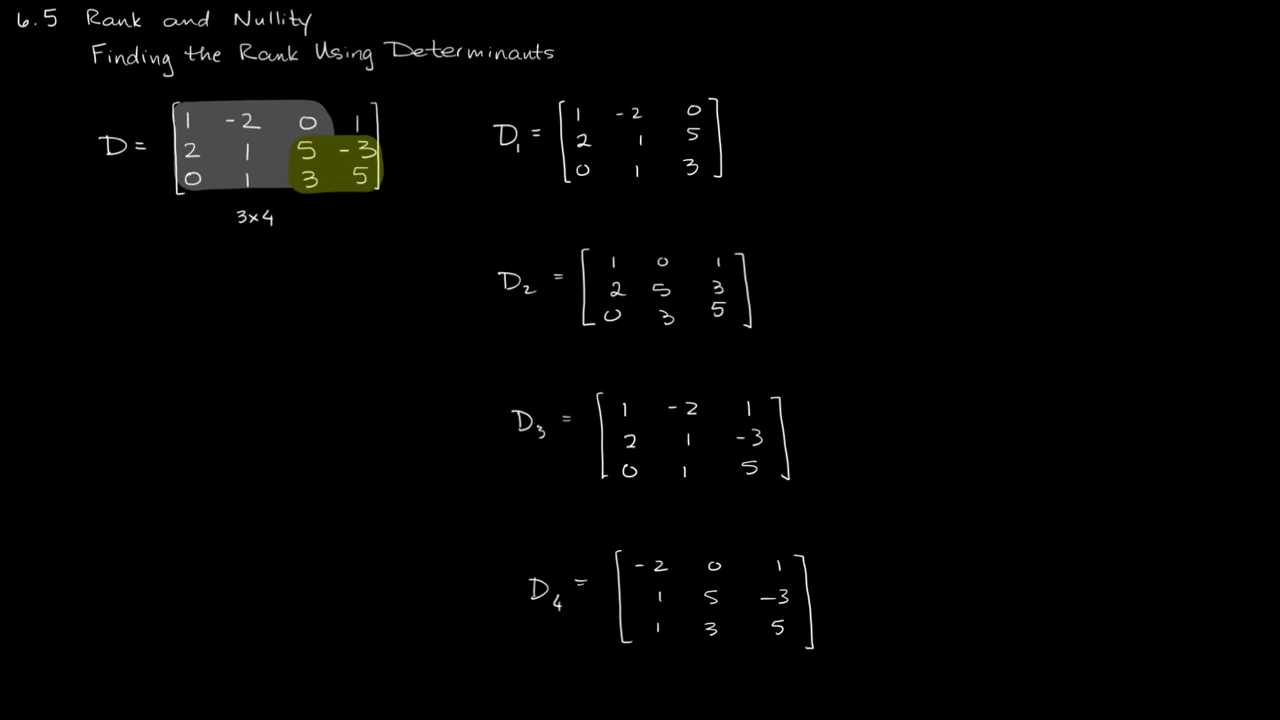 6.5 Rank and Nullity
Finding the Rank Using Determinants
D = [1 -2 0 1
2 1 5 -3
0 1 3 5]
3×4
D₁ = [1 -2 0
2 1 5
0 1 3]
D₂ = [1 0 1
2 5 3
0 3 5]
D₃ = [1 -2 1
2 1 -3
0 1 5]
D₄ = [-2 0 1
1 5 -3
1 3 5]